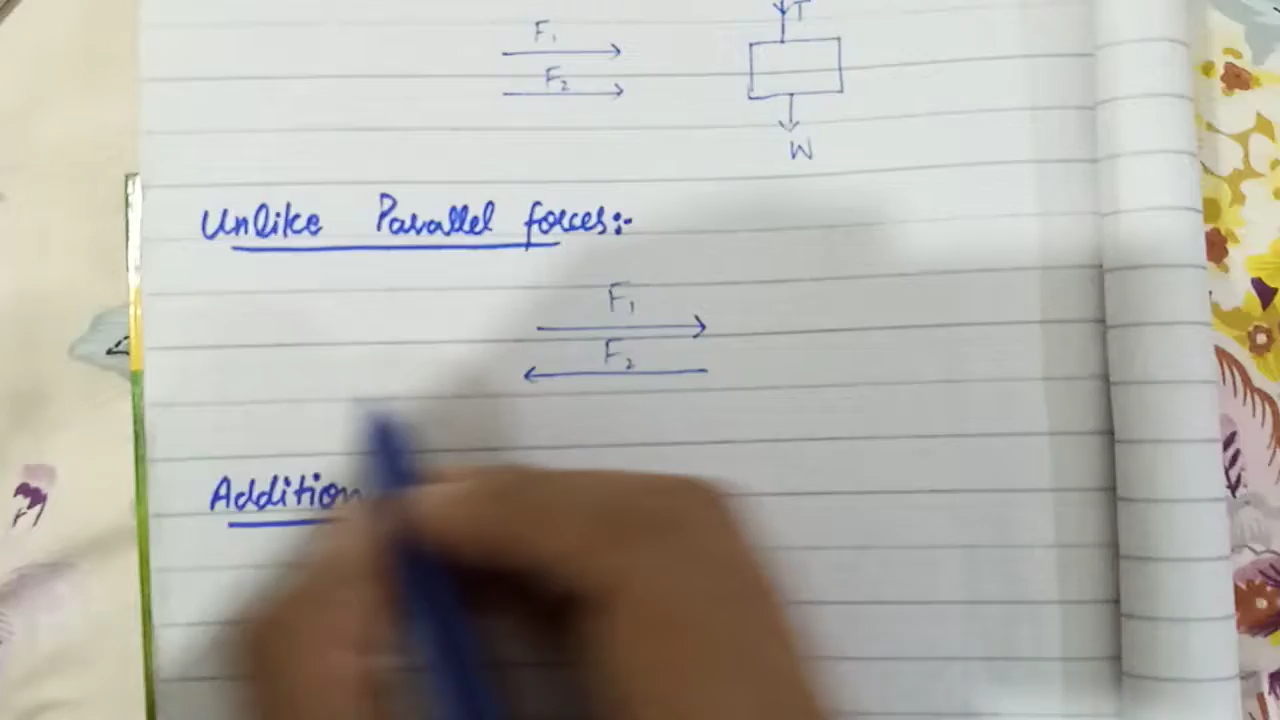 F₁
T
F₂
W
Unlike Parallel forces:-
F₁
F₂
Addition